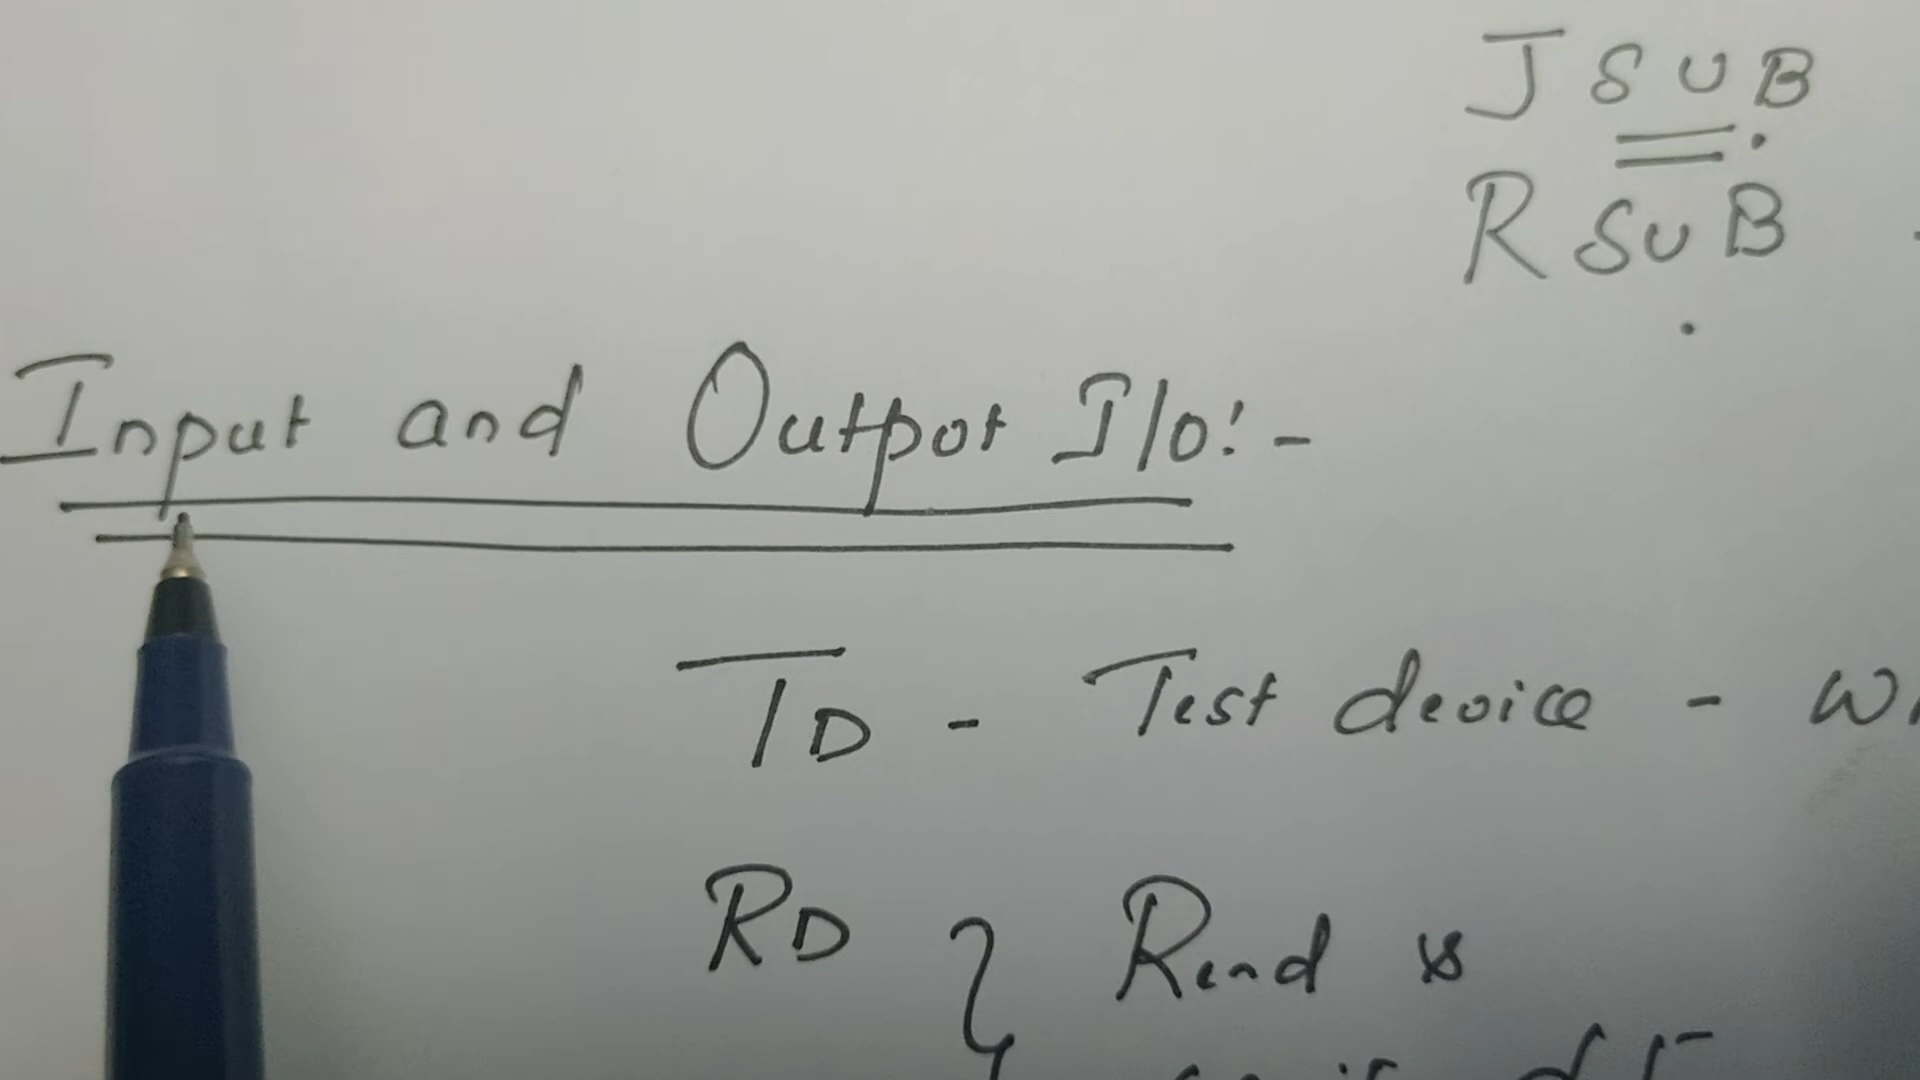 JSUB
RSUB
Input and Output I/O:-
TD - Test device -
RD } Read &